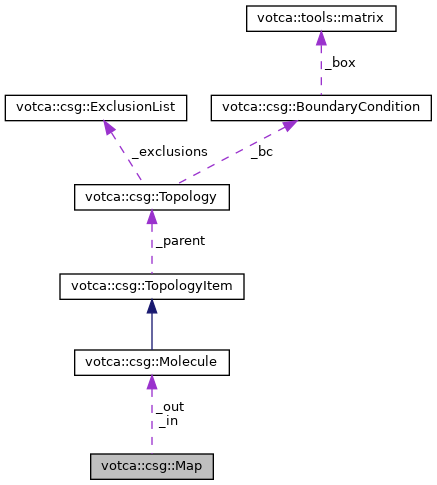 votca::tools::matrix
_box
votca::csg::ExclusionList
votca::csg::BoundaryCondition
_exclusions
_bc
votca::csg::Topology
_parent
votca::csg::TopologyItem
votca::csg::Molecule
_out
_in
votca::csg::Map